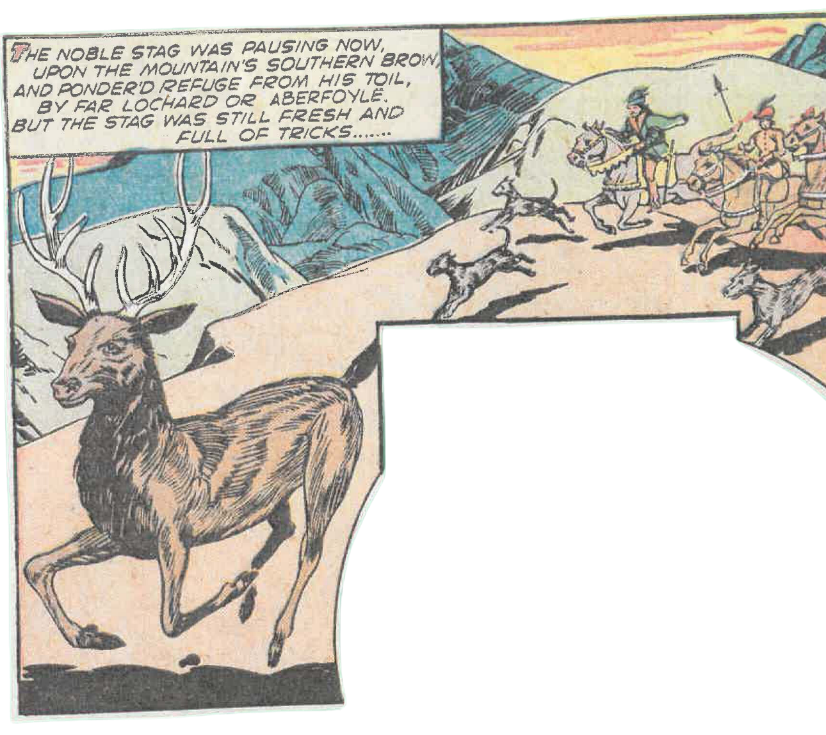 THE NOBLE STAG WAS PAUSING NOW,
UPON THE MOUNTAIN'S SOUTHERN BROW,
AND PONDER'D REFUGE FROM HIS TOIL,
BY FAR LOCHARD OR ABERFOYLE.
BUT THE STAG WAS STILL FRESH AND
FULL OF TRICKS.......